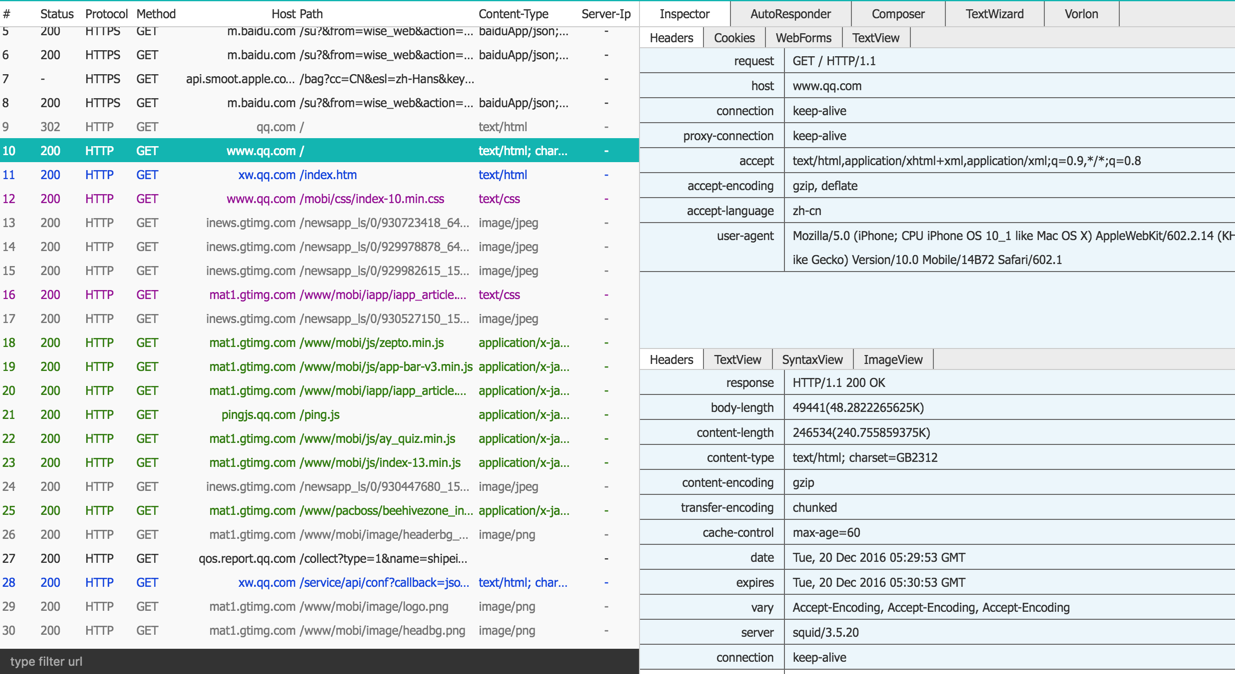 # Status Protocol Method Host Path Content-Type Server-Ip
5 200 HTTPS GET m.baidu.com /su?&from=wise_web&action=... baiduApp/json;... -
6 200 HTTPS GET m.baidu.com /su?&from=wise_web&action=... baiduApp/json;... -
7 - HTTPS GET api.smoot.apple.co... /bag?cc=CN&esl=zh-Hans&key... -
8 200 HTTPS GET m.baidu.com /su?&from=wise_web&action=... baiduApp/json;... -
9 302 HTTP GET qq.com / text/html -
10 200 HTTP GET www.qq.com / text/html; char... -
11 200 HTTP GET xw.qq.com /index.htm text/html -
12 200 HTTP GET www.qq.com /mobi/css/index-10.min.css text/css -
13 200 HTTP GET inews.gtimg.com /newsapp_ls/0/930723418_64... image/jpeg -
14 200 HTTP GET inews.gtimg.com /newsapp_ls/0/929978878_64... image/jpeg -
15 200 HTTP GET inews.gtimg.com /newsapp_ls/0/929982615_15... image/jpeg -
16 200 HTTP GET mat1.gtimg.com /www/mobi/iapp/iapp_article.... text/css -
17 200 HTTP GET inews.gtimg.com /newsapp_ls/0/930527150_15... image/jpeg -
18 200 HTTP GET mat1.gtimg.com /www/mobi/js/zepto.min.js application/x-ja... -
19 200 HTTP GET mat1.gtimg.com /www/mobi/js/app-bar-v3.min.js application/x-ja... -
20 200 HTTP GET mat1.gtimg.com /www/mobi/iapp/iapp_article.... application/x-ja... -
21 200 HTTP GET pingjs.qq.com /ping.js application/x-ja... -
22 200 HTTP GET mat1.gtimg.com /www/mobi/js/ay_quiz.min.js application/x-ja... -
23 200 HTTP GET mat1.gtimg.com /www/mobi/js/index-13.min.js application/x-ja... -
24 200 HTTP GET inews.gtimg.com /newsapp_ls/0/930447680_15... image/jpeg -
25 200 HTTP GET mat1.gtimg.com /www/pacboss/beehivezone_in... application/x-ja... -
26 200 HTTP GET mat1.gtimg.com /www/mobi/image/headerbg_... image/png -
27 200 HTTP GET qos.report.qq.com /collect?type=1&name=shipei... -
28 200 HTTP GET xw.qq.com /service/api/conf?callback=jso... text/html; char... -
29 200 HTTP GET mat1.gtimg.com /www/mobi/image/logo.png image/png -
30 200 HTTP GET mat1.gtimg.com /www/mobi/image/headbg.png image/png -
type filter url
Inspector AutoResponder Composer TextWizard Vorlon
Headers Cookies WebForms TextView
request GET / HTTP/1.1
host www.qq.com
connection keep-alive
proxy-connection keep-alive
accept text/html,application/xhtml+xml,application/xml;q=0.9,*/*;q=0.8
accept-encoding gzip, deflate
accept-language zh-cn
user-agent Mozilla/5.0 (iPhone; CPU iPhone OS 10_1 like Mac OS X) AppleWebKit/602.2.14 (KH
ike Gecko) Version/10.0 Mobile/14B72 Safari/602.1
Headers TextView SyntaxView ImageView
response HTTP/1.1 200 OK
body-length 49441(48.2822265625K)
content-length 246534(240.755859375K)
content-type text/html; charset=GB2312
content-encoding gzip
transfer-encoding chunked
cache-control max-age=60
date Tue, 20 Dec 2016 05:29:53 GMT
expires Tue, 20 Dec 2016 05:30:53 GMT
vary Accept-Encoding, Accept-Encoding, Accept-Encoding
server squid/3.5.20
connection keep-alive